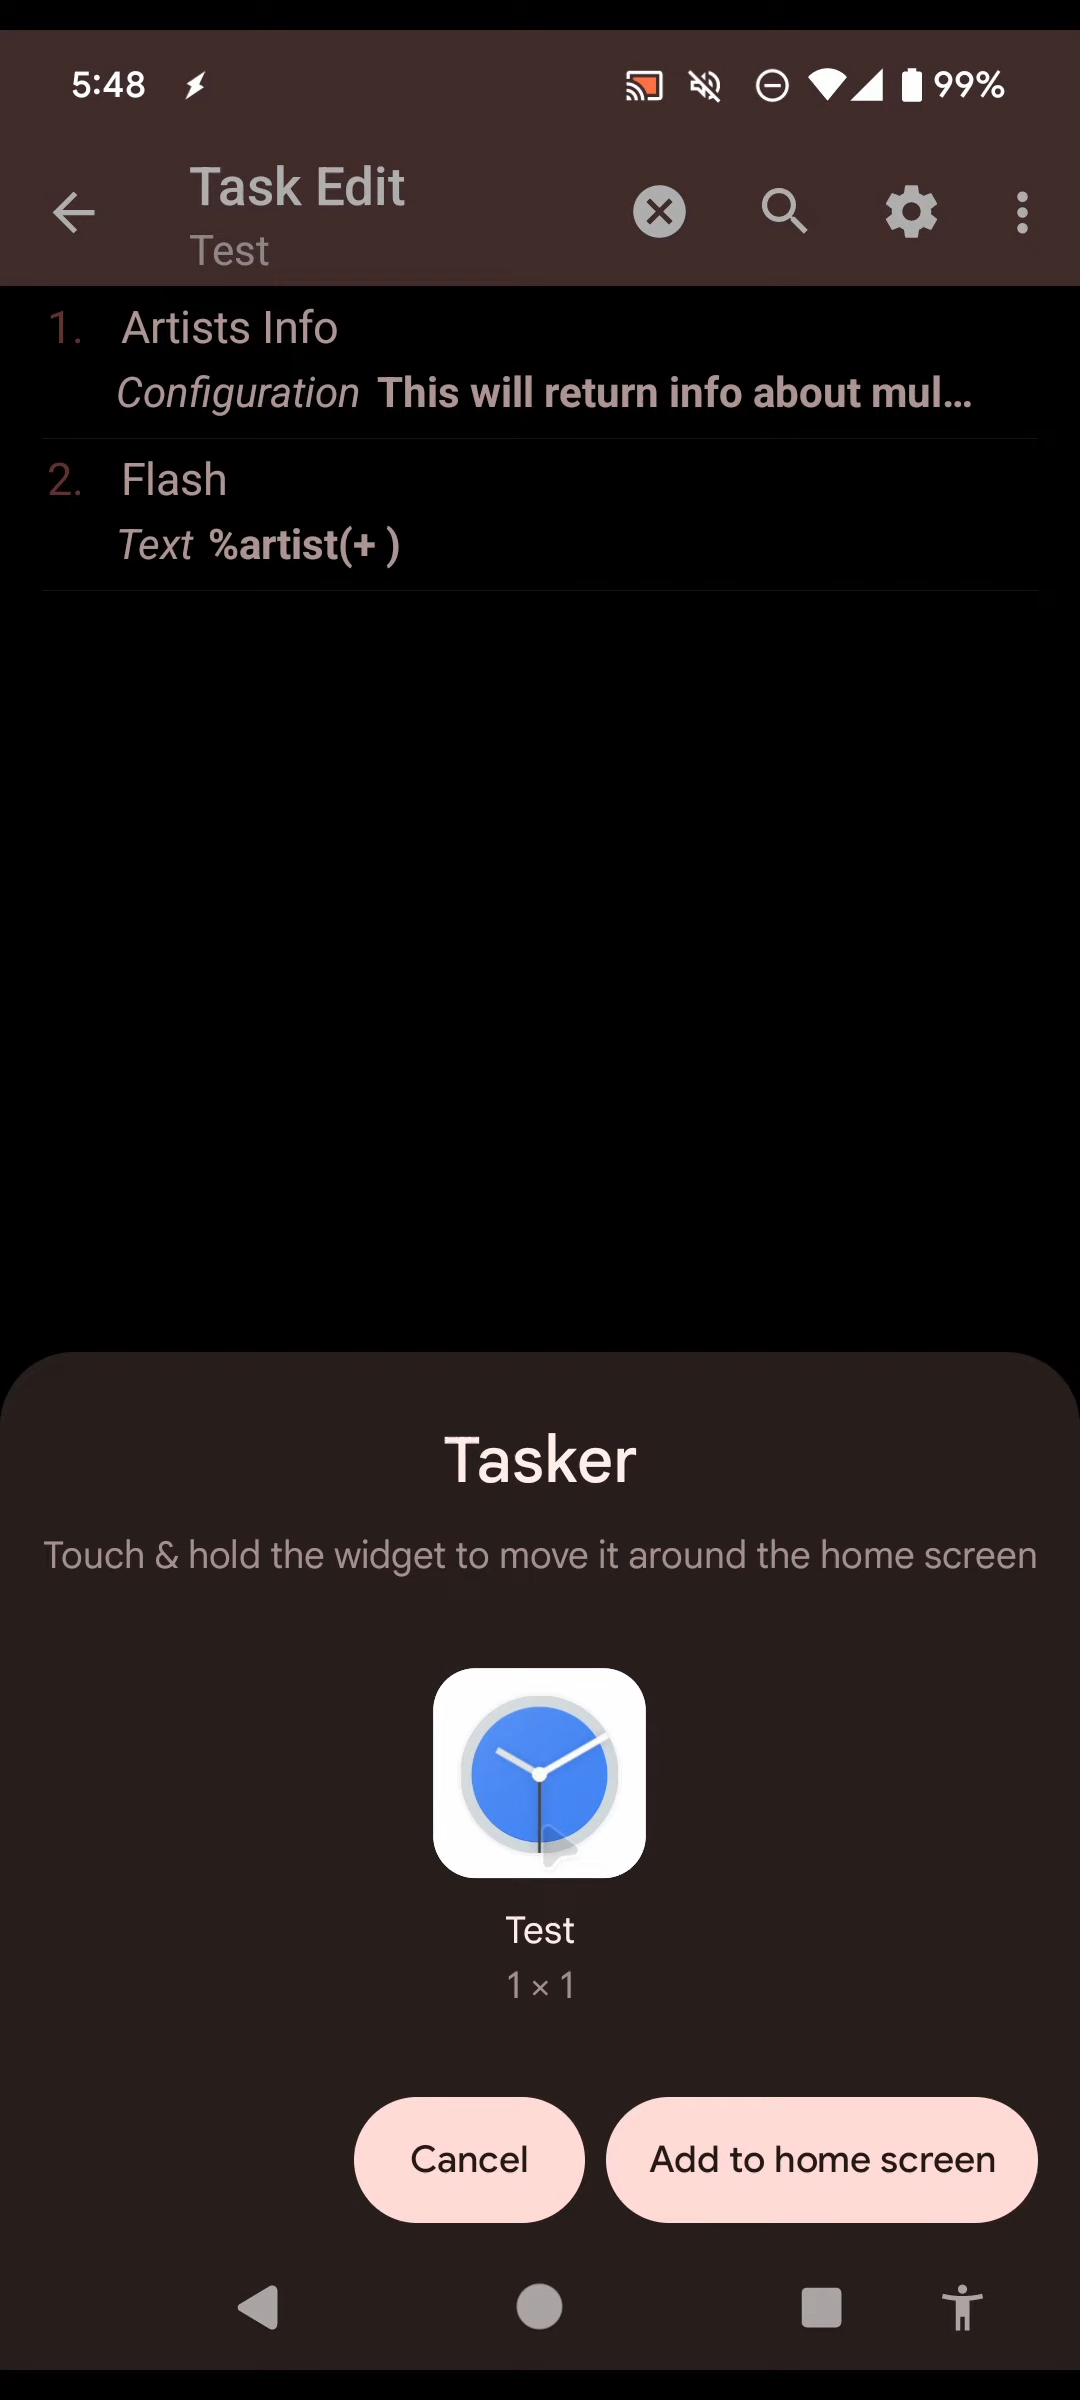 5:48
99%
Task Edit
Test
1. Artists Info
Configuration This will return info about mul...
2. Flash
Text %artist(+ )
Tasker
Touch & hold the widget to move it around the home screen
Test
1 × 1
Cancel
Add to home screen